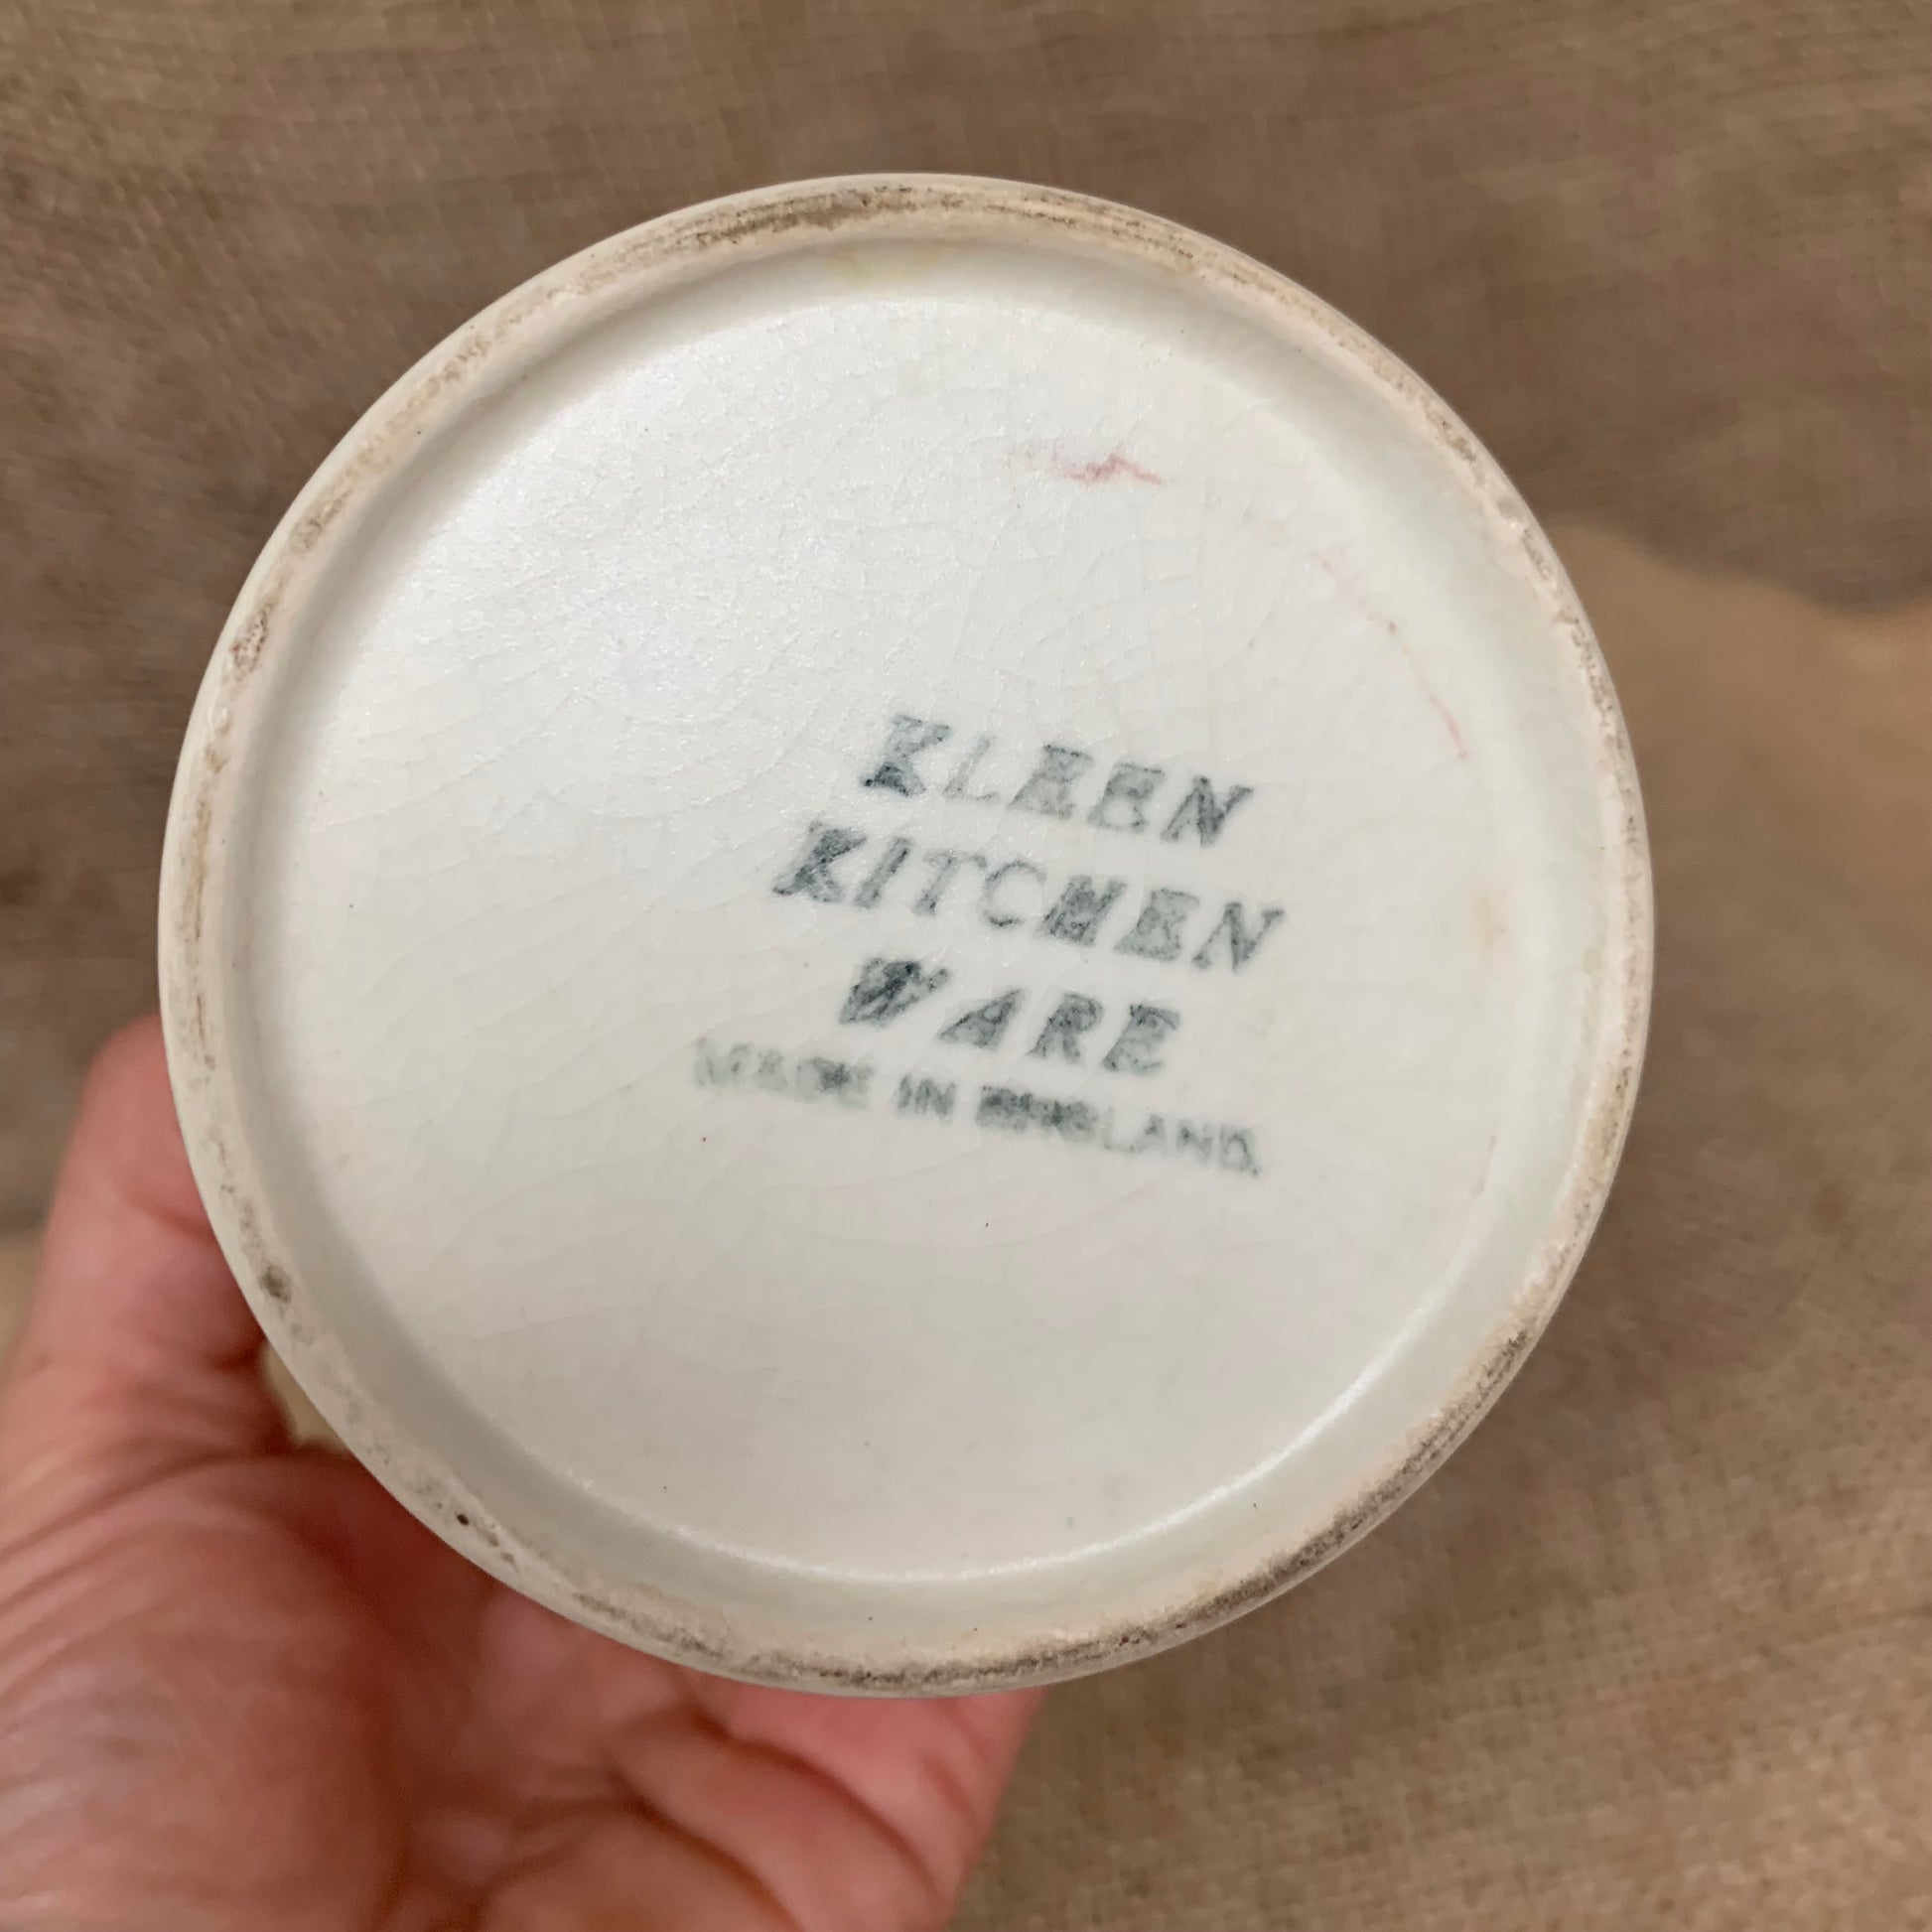 KLEEN
KITCHEN
WARE
MADE IN ENGLAND.